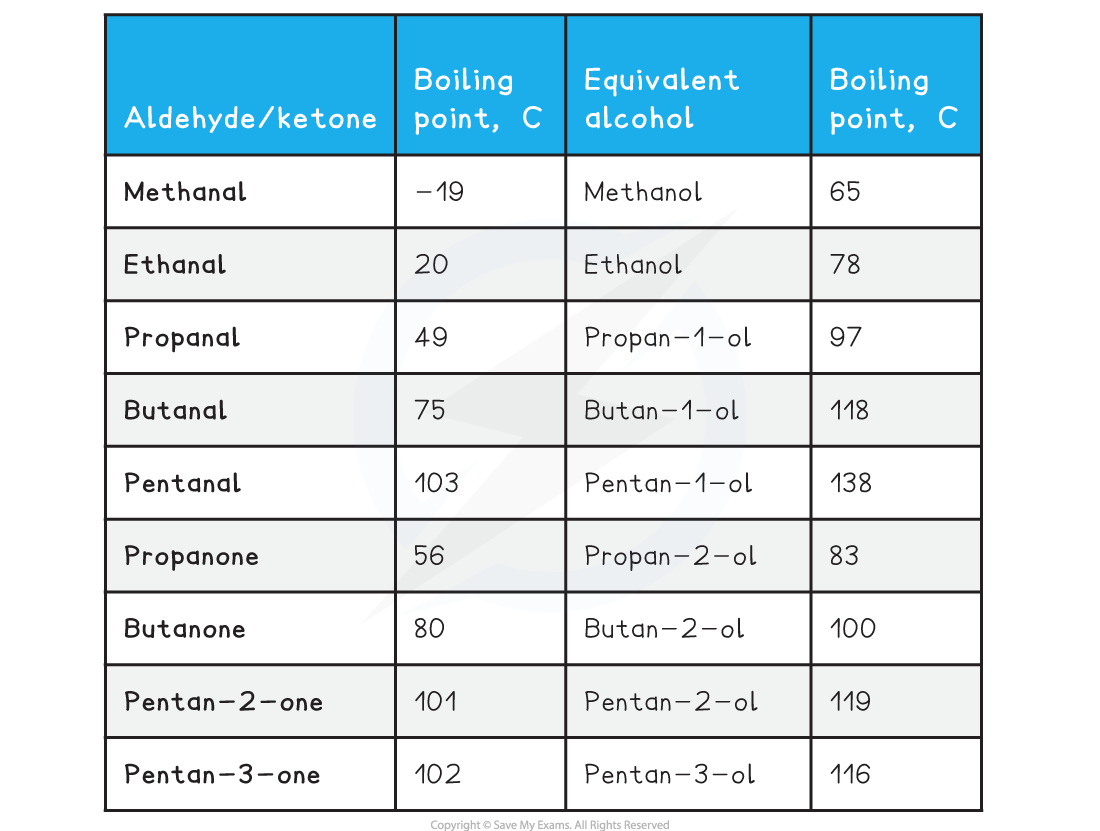 Aldehyde/ketone Boiling point, C Equivalent alcohol Boiling point, C
Methanal −19 Methanol 65
Ethanal 20 Ethanol 78
Propanal 49 Propan−1−ol 97
Butanal 75 Butan−1−ol 118
Pentanal 103 Pentan−1−ol 138
Propanone 56 Propan−2−ol 83
Butanone 80 Butan−2−ol 100
Pentan−2−one 101 Pentan−2−ol 119
Pentan−3−one 102 Pentan−3−ol 116
Copyright © Save My Exams. All Rights Reserved